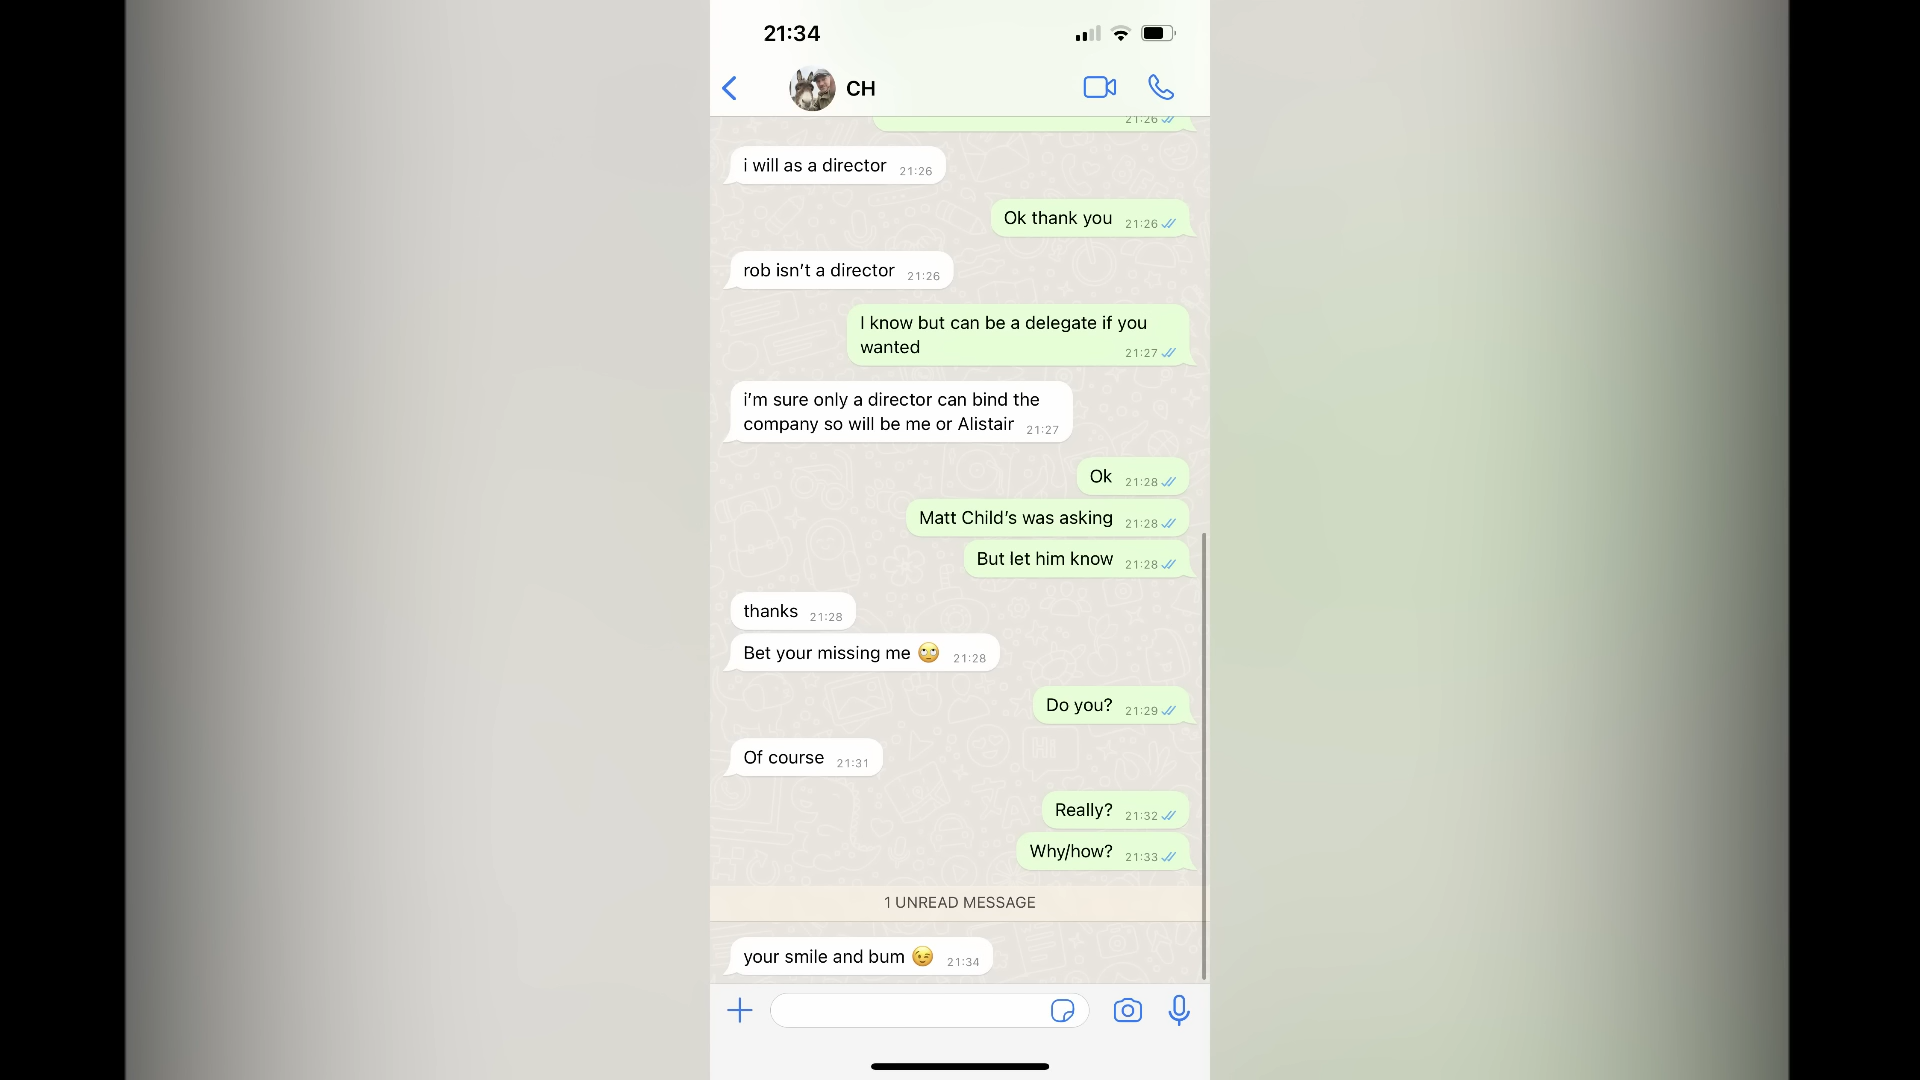 21:34
CH
21:26
i will as a director 21:26
Ok thank you 21:26
rob isn't a director 21:26
I know but can be a delegate if you
wanted 21:27
i'm sure only a director can bind the
company so will be me or Alistair 21:27
Ok 21:28
Matt Child's was asking 21:28
But let him know 21:28
thanks 21:28
Bet your missing me 🙄 21:28
Do you? 21:29
Of course 21:31
Really? 21:32
Why/how? 21:33
1 UNREAD MESSAGE
your smile and bum 😉 21:34